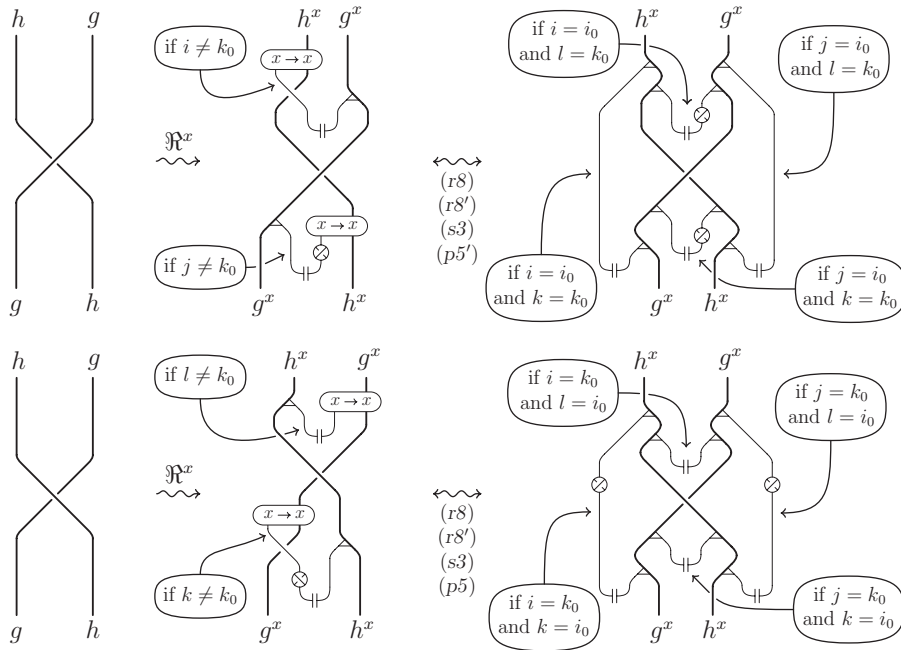 h g
h^x g^x
if i ≠ k₀
x → x
ℜ^x
x → x
if j ≠ k₀
g h
g^x h^x
(r8)
(r8′)
(s3)
(p5′)
h^x g^x
if i = i₀
and l = k₀
if j = i₀
and l = k₀
if i = i₀
and k = k₀
if j = i₀
and k = k₀
g^x h^x
h g
h^x g^x
if l ≠ k₀
x → x
ℜ^x
x → x
if k ≠ k₀
g h
g^x h^x
(r8)
(r8′)
(s3)
(p5)
h^x g^x
if i = k₀
and l = i₀
if j = k₀
and l = i₀
if i = k₀
and k = i₀
if j = k₀
and k = i₀
g^x h^x